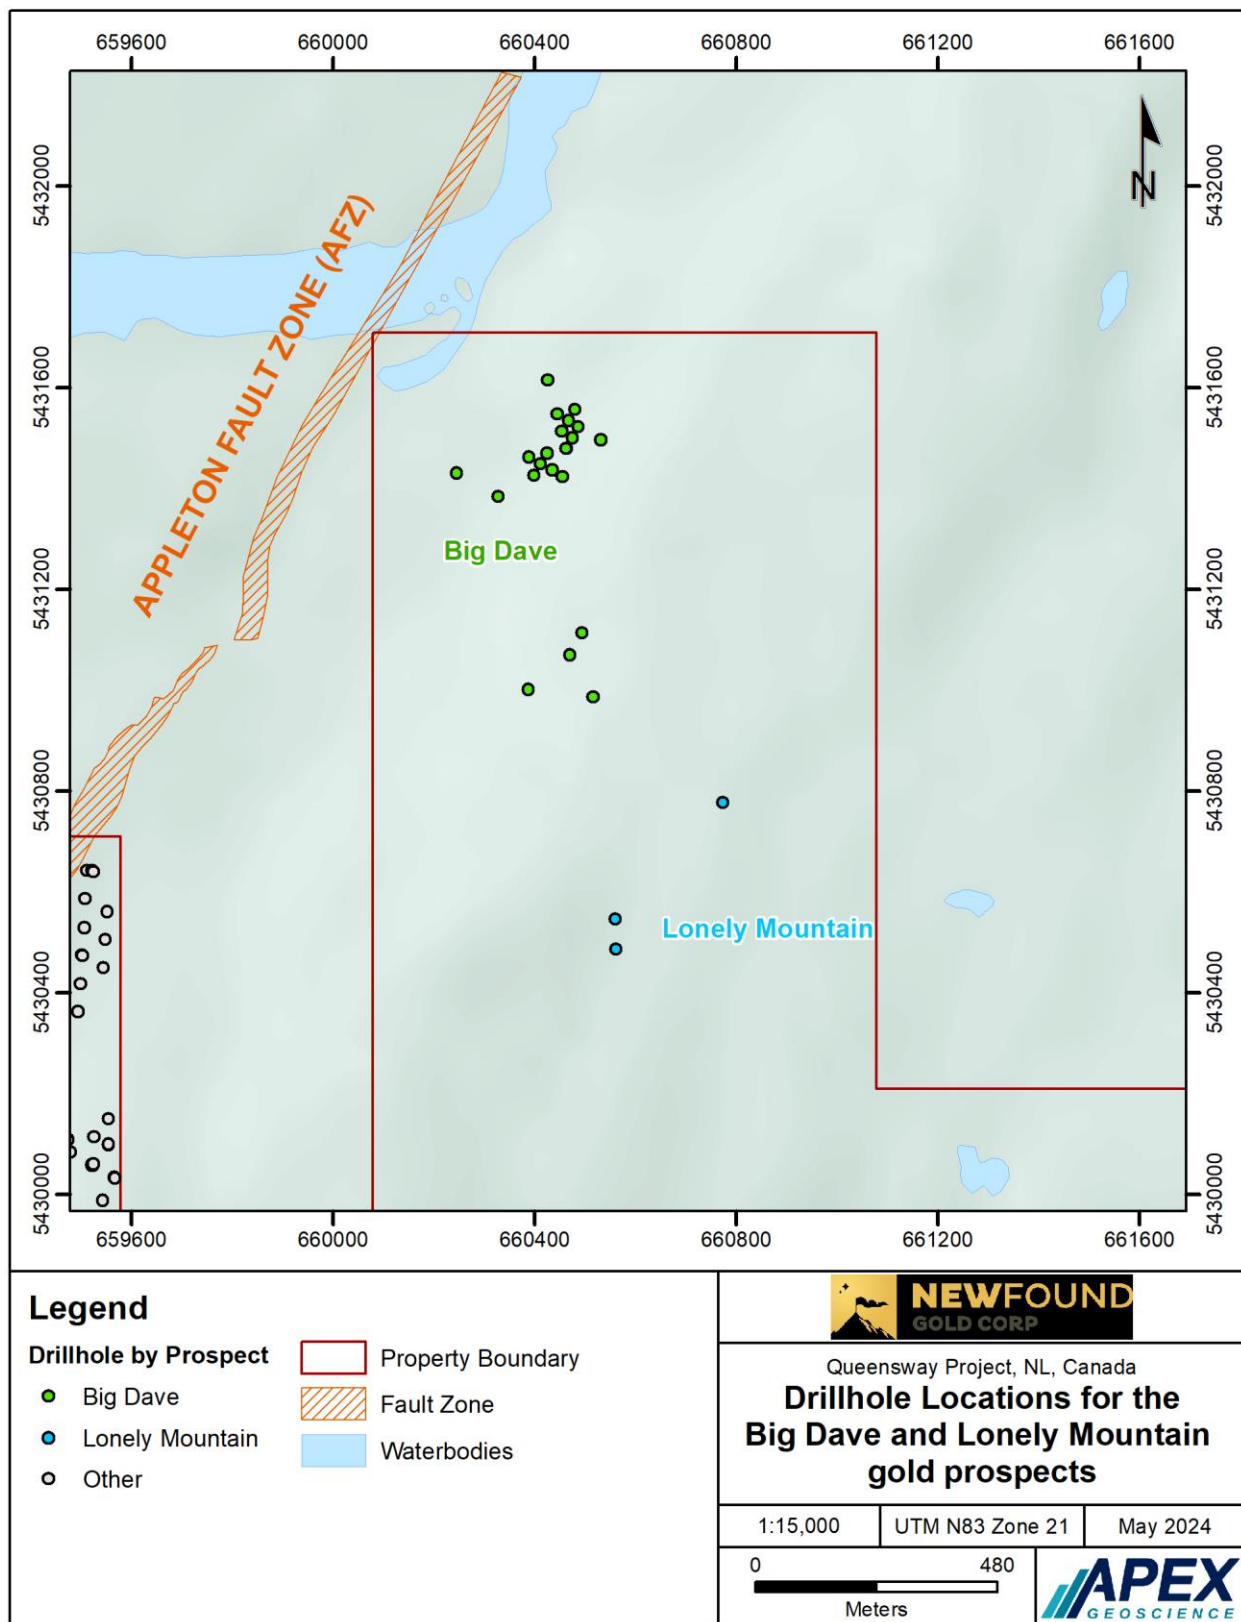 659600 660000 660400 660800 661200 661600
5432000 5432000
N
APPLETON FAULT ZONE (AFZ)
5431600 5431600
Big Dave
5431200 5431200
5430800 5430800
Lonely Mountain
5430400 5430400
5430000 5430000
659600 660000 660400 660800 661200 661600
Legend
Drillhole by Prospect
Big Dave
Lonely Mountain
Other
Property Boundary
Fault Zone
Waterbodies
NEWFOUND
GOLD CORP
Queensway Project, NL, Canada
Drillhole Locations for the
Big Dave and Lonely Mountain
gold prospects
1:15,000 UTM N83 Zone 21 May 2024
0 480
Meters
APEX
GEOSCIENCE